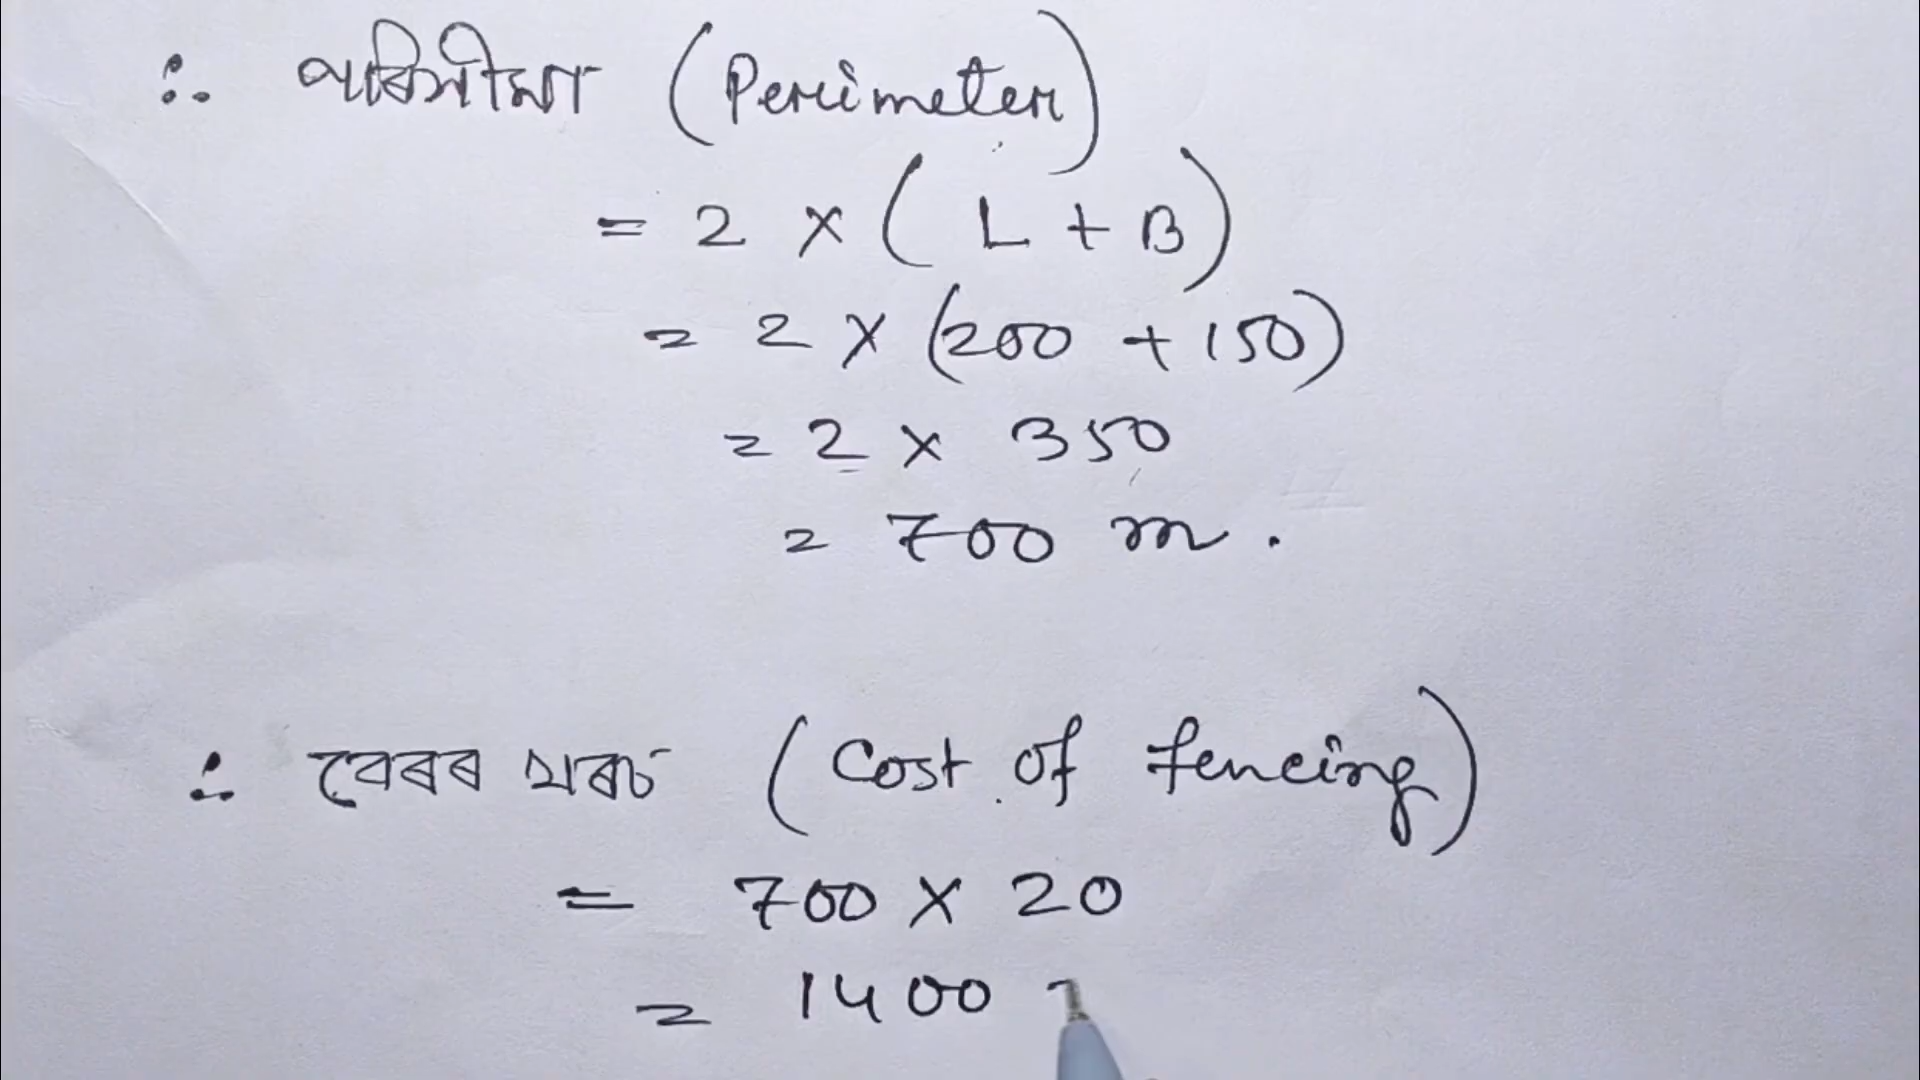 ∴ পৰিসীমা (Perimeter)
= 2 × (L + B)
= 2 × (200 + 150)
= 2 × 350
= 700 m.
∴ বেৰৰ খৰচ (Cost of fencing)
= 700 × 20
= 1400